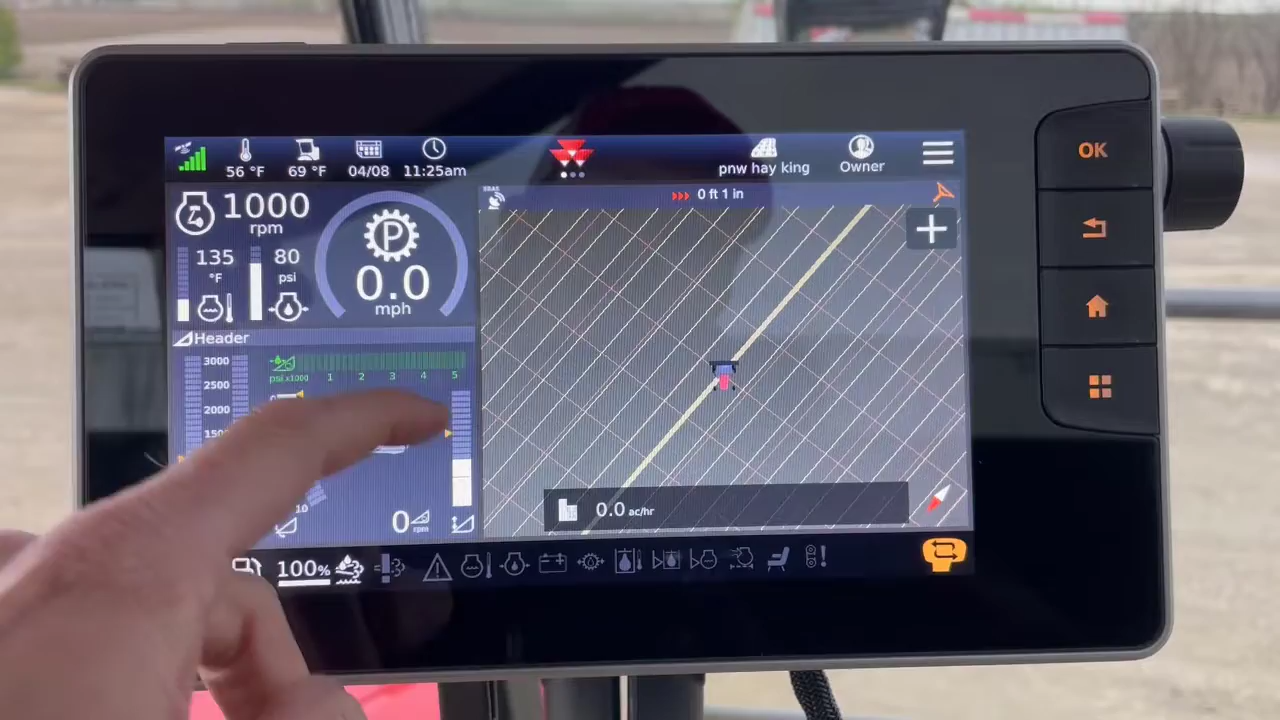 56 °F
69 °F
04/08
11:25am
pnw hay king
Owner
1000
rpm
SBAS
0 ft 1 in
135
°F
80
psi
P
0.0
mph
Header
3000
2500
2000
psi x1000
1
2
3
4
5
0
rpm
0.0 ac/hr
100%
OK